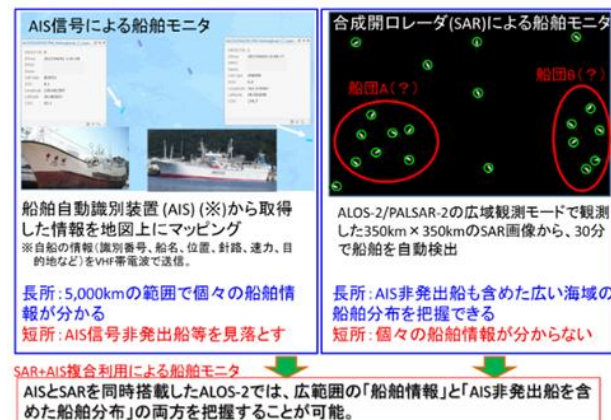 AIS信号による船舶モニタ
船舶自動識別装置 (AIS) (※)から取得
した情報を地図上にマッピング
※自船の情報(識別番号、船名、位置、針路、速力、目
的地など)をVHF帯電波で送信。
長所:5,000kmの範囲で個々の船舶情
報が分かる
短所:AIS信号非発出船等を見落とす
合成開口レーダ(SAR)による船舶モニタ
船団A(?)
船団B(?)
ALOS-2/PALSAR-2の広域観測モードで観測
した350km×350kmのSAR画像から、30分
で船舶を自動検出
長所:AIS非発出船も含めた広い海域の
船舶分布を把握できる
短所:個々の船舶情報が分からない
SAR+AIS複合利用による船舶モニタ
AISとSARを同時搭載したALOS-2では、広範囲の「船舶情報」と「AIS非発出船を含
めた船舶分布」の両方を把握することが可能。